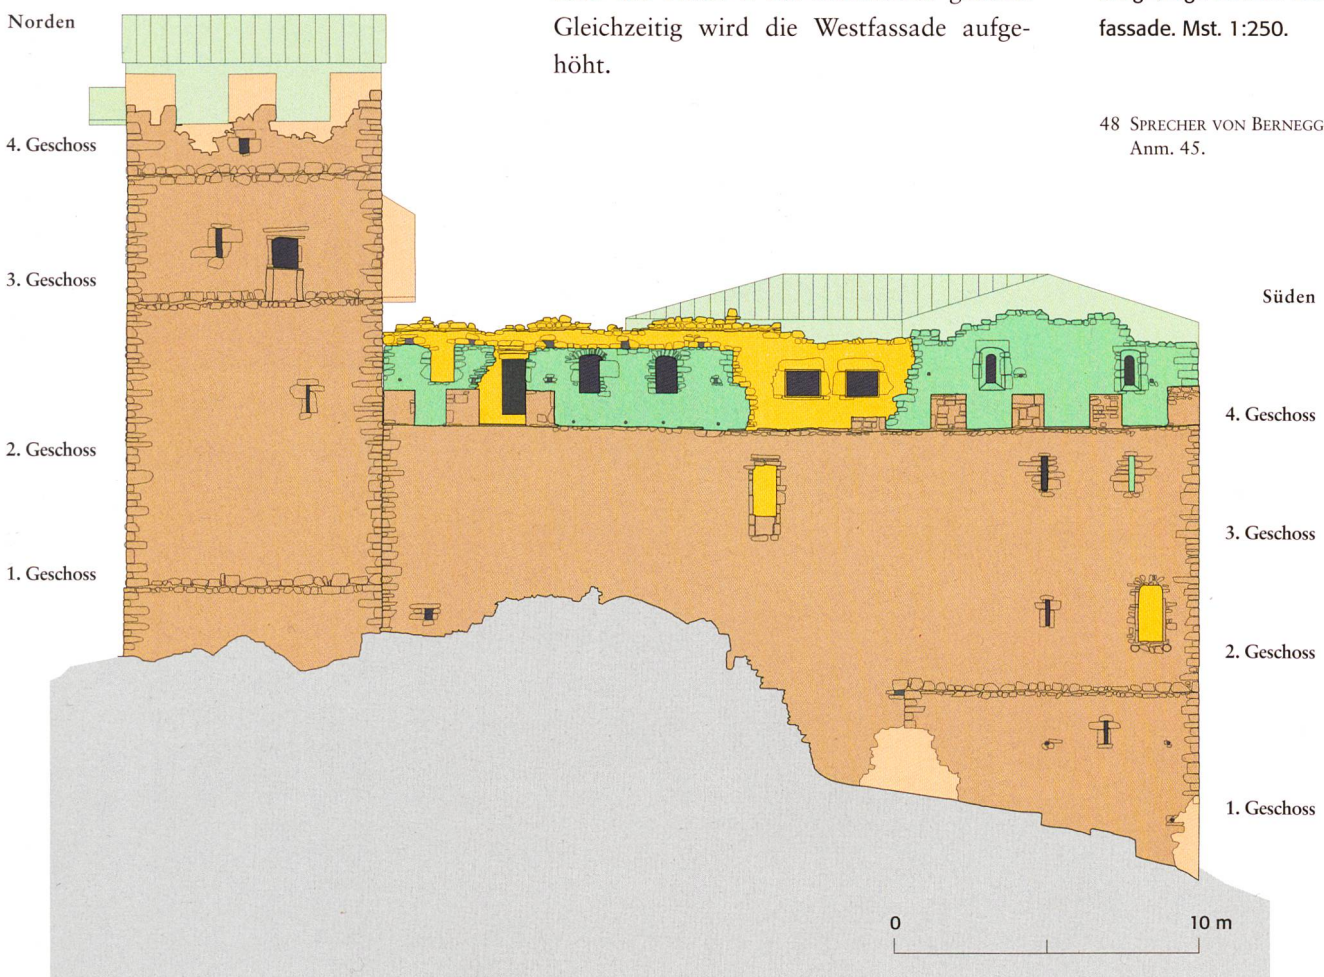 Gleichzeitig wird die Westfassade aufge-
höht.
fassade. Mst. 1:250.
48 SPRECHER VON BERNEGG
Anm. 45.
Norden
4. Geschoss
3. Geschoss
2. Geschoss
1. Geschoss
Süden
4. Geschoss
3. Geschoss
2. Geschoss
1. Geschoss
0 10 m